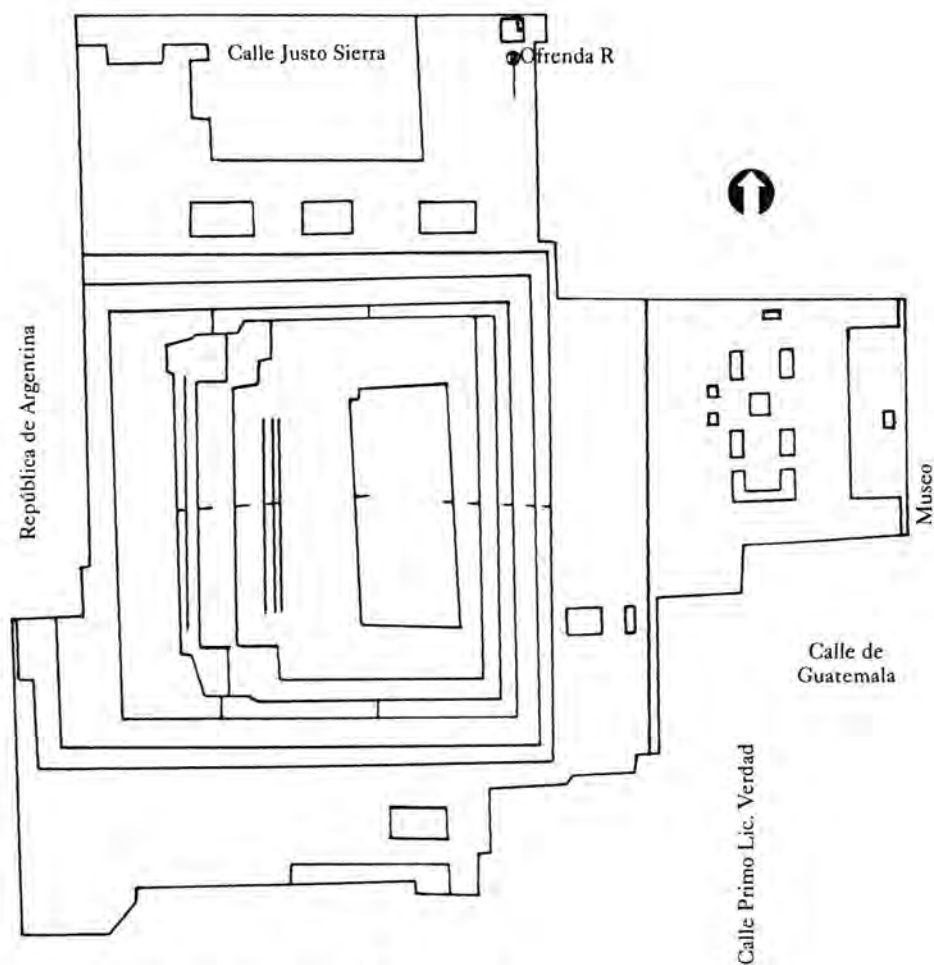 Calle Justo Sierra
Ofrenda R
República de Argentina
Museo
Calle de
Guatemala
Calle Primo Lic. Verdad